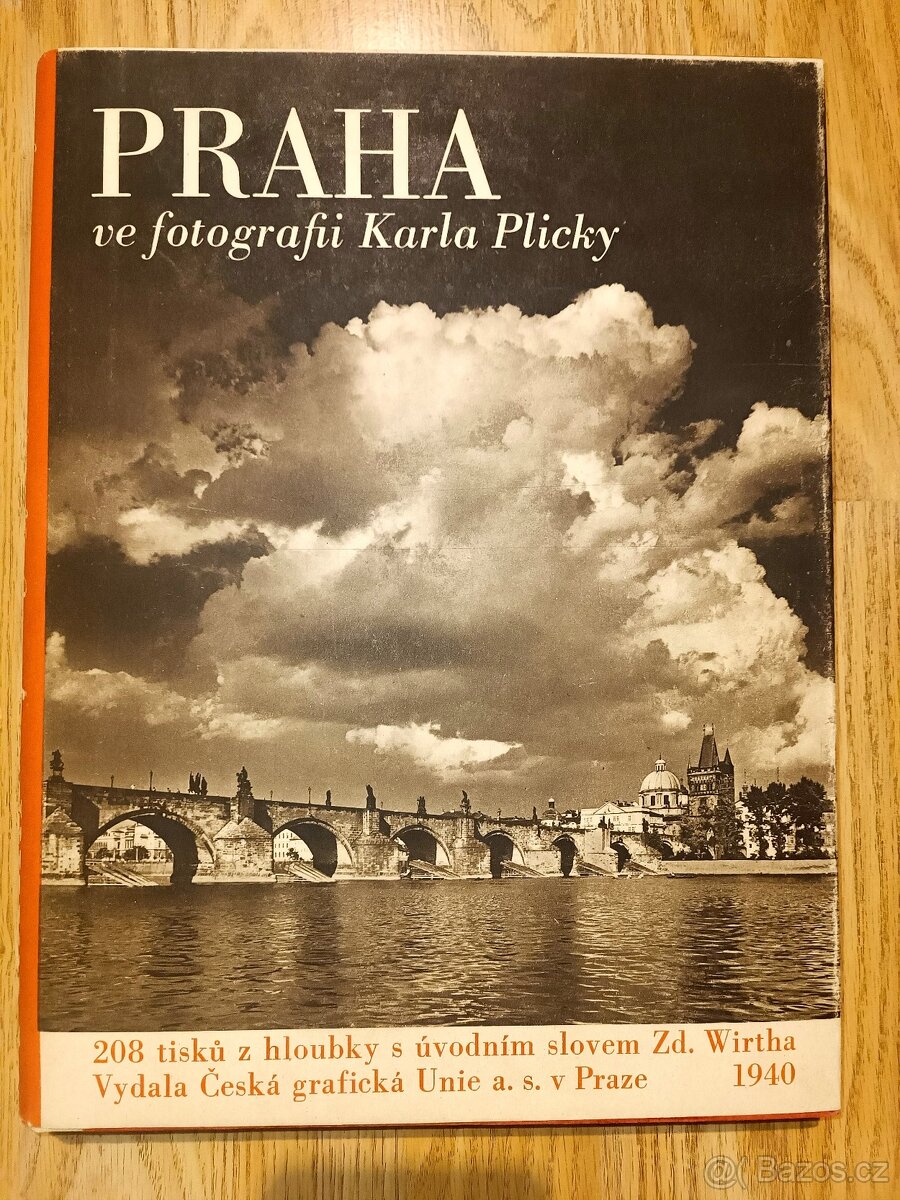 PRAHA
ve fotografii Karla Plicky
208 tisků z hloubky s úvodním slovem Zd. Wirtha
Vydala Česká grafická Unie a. s. v Praze 1940
Bazos.cz